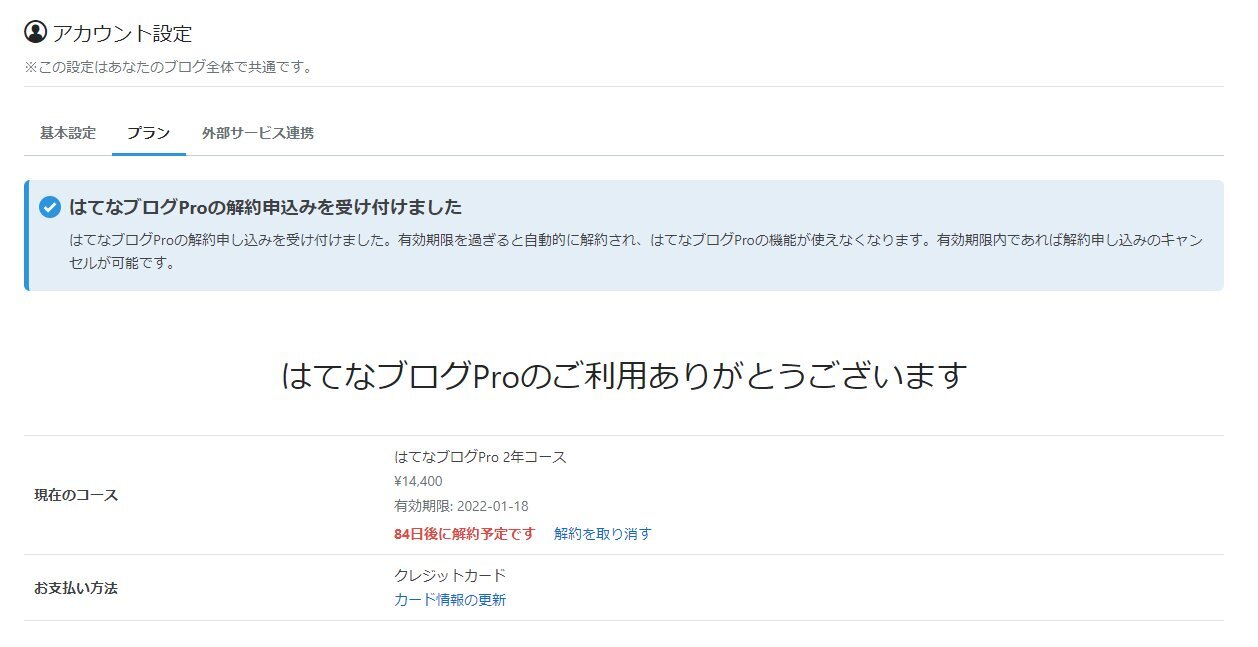 アカウント設定
※この設定はあなたのブログ全体で共通です。
基本設定 プラン 外部サービス連携
はてなブログProの解約申込みを受け付けました
はてなブログProの解約申し込みを受け付けました。有効期限を過ぎると自動的に解約され、はてなブログProの機能が使えなくなります。有効期限内であれば解約申し込みのキャン
セルが可能です。
はてなブログProのご利用ありがとうございます
現在のコース
はてなブログPro 2年コース
¥14,400
有効期限: 2022-01-18
84日後に解約予定です 解約を取り消す
お支払い方法
クレジットカード
カード情報の更新